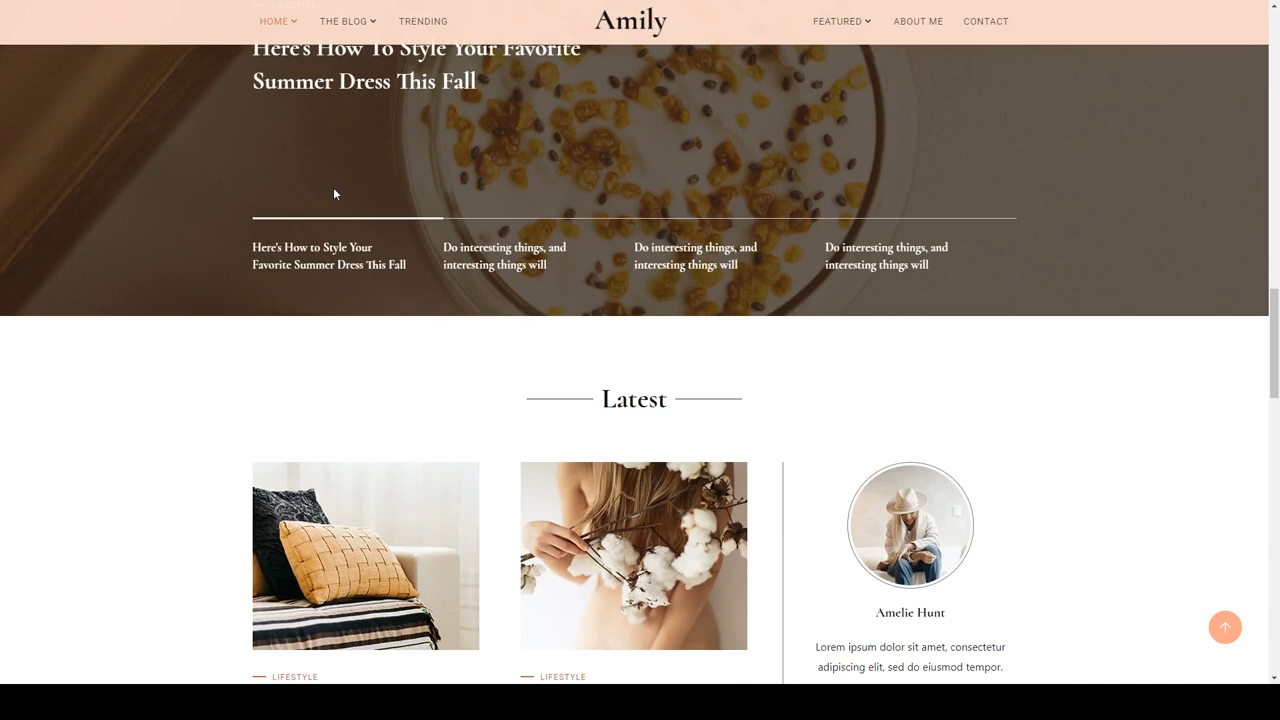 HOME
THE BLOG
TRENDING
Amily
FEATURED
ABOUT ME
CONTACT
Here's How To Style Your Favorite
Summer Dress This Fall
Here's How to Style Your
Favorite Summer Dress This Fall
Do interesting things, and
interesting things will
Do interesting things, and
interesting things will
Do interesting things, and
interesting things will
Latest
LIFESTYLE
LIFESTYLE
Amelie Hunt
Lorem ipsum dolor sit amet, consectetur
adipiscing elit, sed do eiusmod tempor.